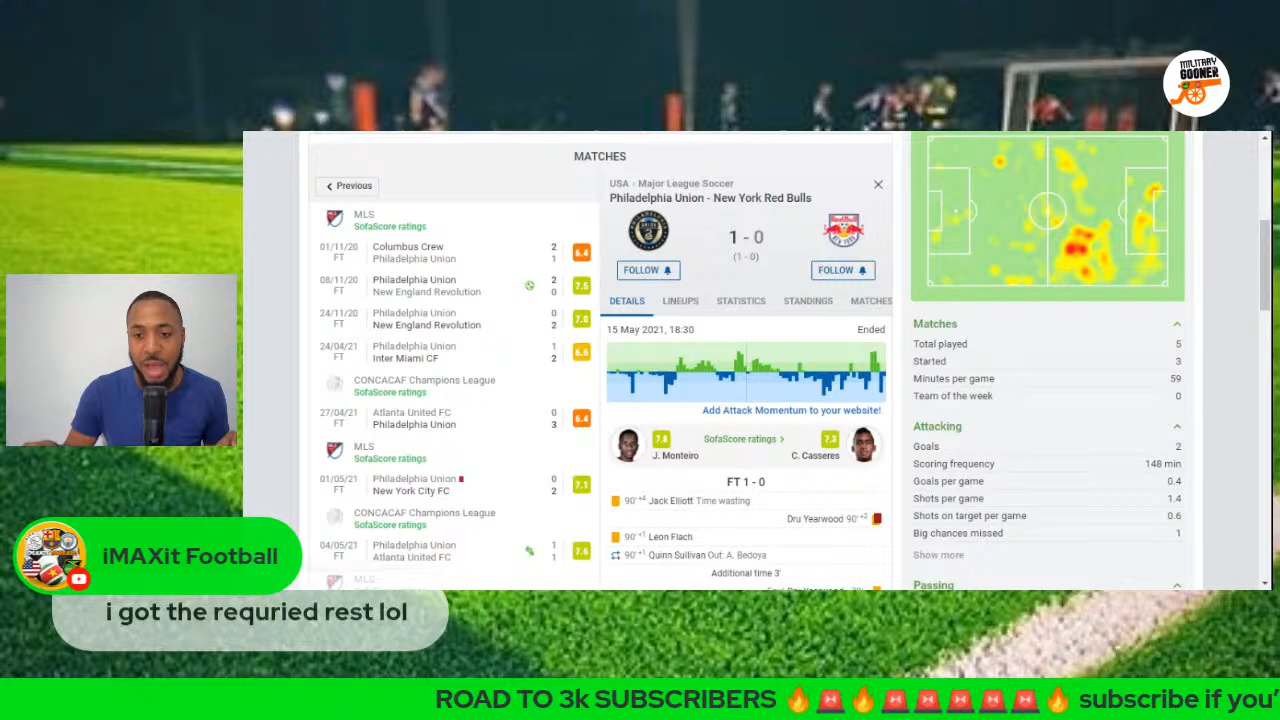 MILITARY
GOONER
MATCHES
Previous
MLS
SofaScore ratings
01/11/20 Columbus Crew 2 6.4
FT Philadelphia Union 1
08/11/20 Philadelphia Union 2 7.5
FT New England Revolution 0
24/11/20 Philadelphia Union 0 7.0
FT New England Revolution 2
24/04/21 Philadelphia Union 1 6.6
FT Inter Miami CF 2
CONCACAF Champions League
SofaScore ratings
27/04/21 Atlanta United FC 0 6.4
FT Philadelphia Union 3
MLS
SofaScore ratings
01/05/21 Philadelphia Union 0 7.1
FT New York City FC 2
CONCACAF Champions League
SofaScore ratings
04/05/21 Philadelphia Union 1 7.6
FT Atlanta United FC 1
MLS
USA Major League Soccer
Philadelphia Union - New York Red Bulls
1 - 0
(1 - 0)
FOLLOW FOLLOW
DETAILS LINEUPS STATISTICS STANDINGS MATCHES
15 May 2021, 18:30 Ended
Add Attack Momentum to your website!
7.8 SofaScore ratings > 7.3
J. Monteiro C. Casseres
FT 1 - 0
90'+4 Jack Elliott Time wasting
Dru Yearwood 90'+2
90'+1 Leon Flach
90'+1 Quinn Sullivan Out: A. Bedoya
Additional time 3'
Matches
Total played 5
Started 3
Minutes per game 59
Team of the week 0
Attacking
Goals 2
Scoring frequency 148 min
Goals per game 0.4
Shots per game 1.4
Shots on target per game 0.6
Big chances missed 1
Show more
Passing
iMAXit Football
i got the requried rest lol
ROAD TO 3k SUBSCRIBERS 🔥🚨🔥🚨🚨🚨🚨🚨🔥 subscribe if you'